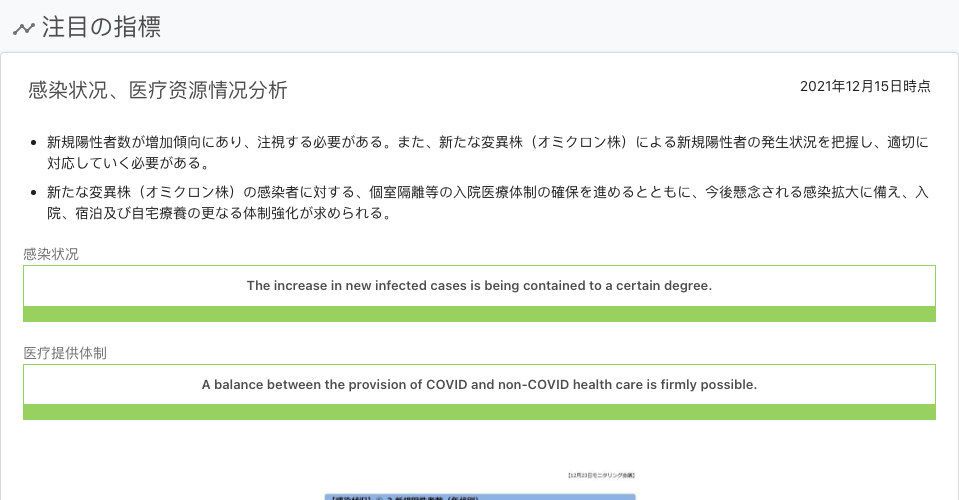 注目の指標
感染状况、医疗资源情况分析
2021年12月15日時点
新規陽性者数が増加傾向にあり、注視する必要がある。また、新たな変異株（オミクロン株）による新規陽性者の発生状況を把握し、適切に
対応していく必要がある。
新たな変異株（オミクロン株）の感染者に対する、個室隔離等の入院医療体制の確保を進めるとともに、今後懸念される感染拡大に備え、入
院、宿泊及び自宅療養の更なる体制強化が求められる。
感染状况
The increase in new infected cases is being contained to a certain degree.
医疗提供体制
A balance between the provision of COVID and non-COVID health care is firmly possible.